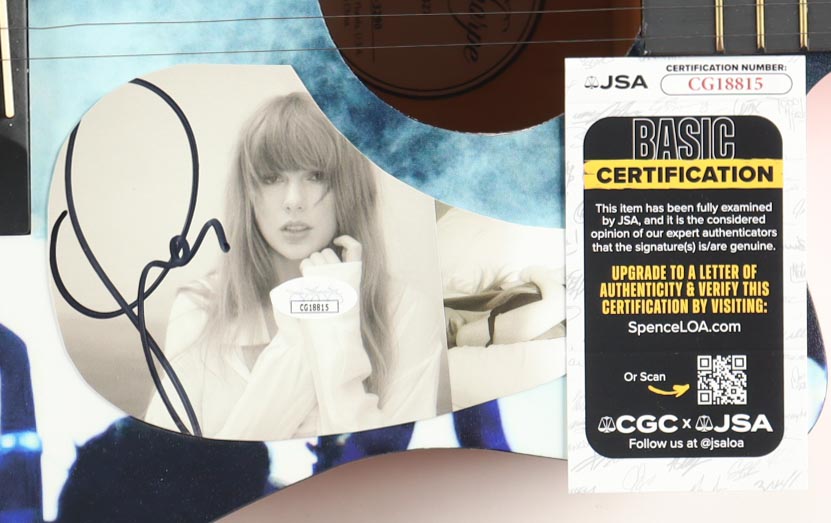 JSA
CERTIFICATION NUMBER:
CG18815
BASIC
CERTIFICATION
This item has been fully examined
by JSA, and it is the considered
opinion of our expert authenticators
that the signature(s) is/are genuine.
UPGRADE TO A LETTER OF
AUTHENTICITY & VERIFY THIS
CERTIFICATION BY VISITING:
SpenceLOA.com
Or Scan
CGC x JSA
Follow us at @jsaloa
CG18815